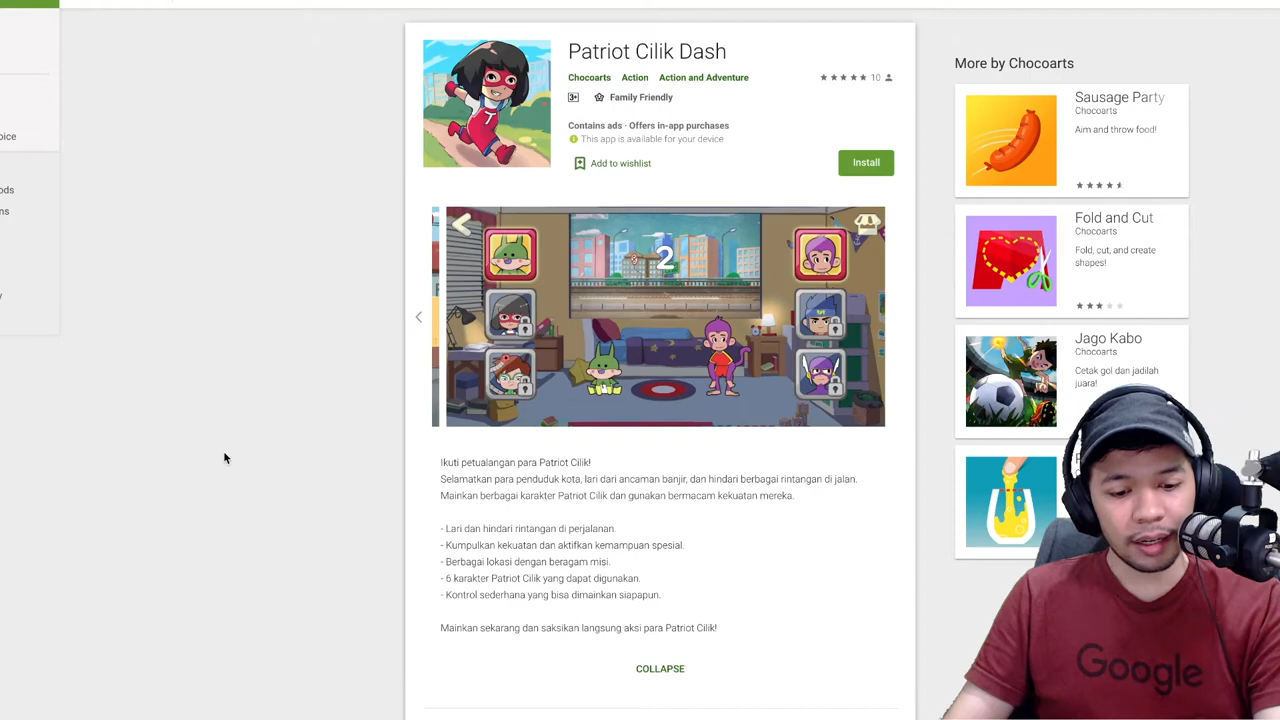 Patriot Cilik Dash
Chocoarts Action Action and Adventure
10
3+ Family Friendly
Contains ads · Offers in-app purchases
This app is available for your device
Add to wishlist
Install
2
Ikuti petualangan para Patriot Cilik!
Selamatkan para penduduk kota, lari dari ancaman banjir, dan hindari berbagai rintangan di jalan.
Mainkan berbagai karakter Patriot Cilik dan gunakan bermacam kekuatan mereka.
- Lari dan hindari rintangan di perjalanan.
- Kumpulkan kekuatan dan aktifkan kemampuan spesial.
- Berbagai lokasi dengan beragam misi.
- 6 karakter Patriot Cilik yang dapat digunakan.
- Kontrol sederhana yang bisa dimainkan siapapun.
Mainkan sekarang dan saksikan langsung aksi para Patriot Cilik!
COLLAPSE
More by Chocoarts
Sausage Party
Chocoarts
Aim and throw food!
Fold and Cut
Chocoarts
Fold, cut, and create
shapes!
Jago Kabo
Chocoarts
Cetak gol dan jadilah
juara!
Google